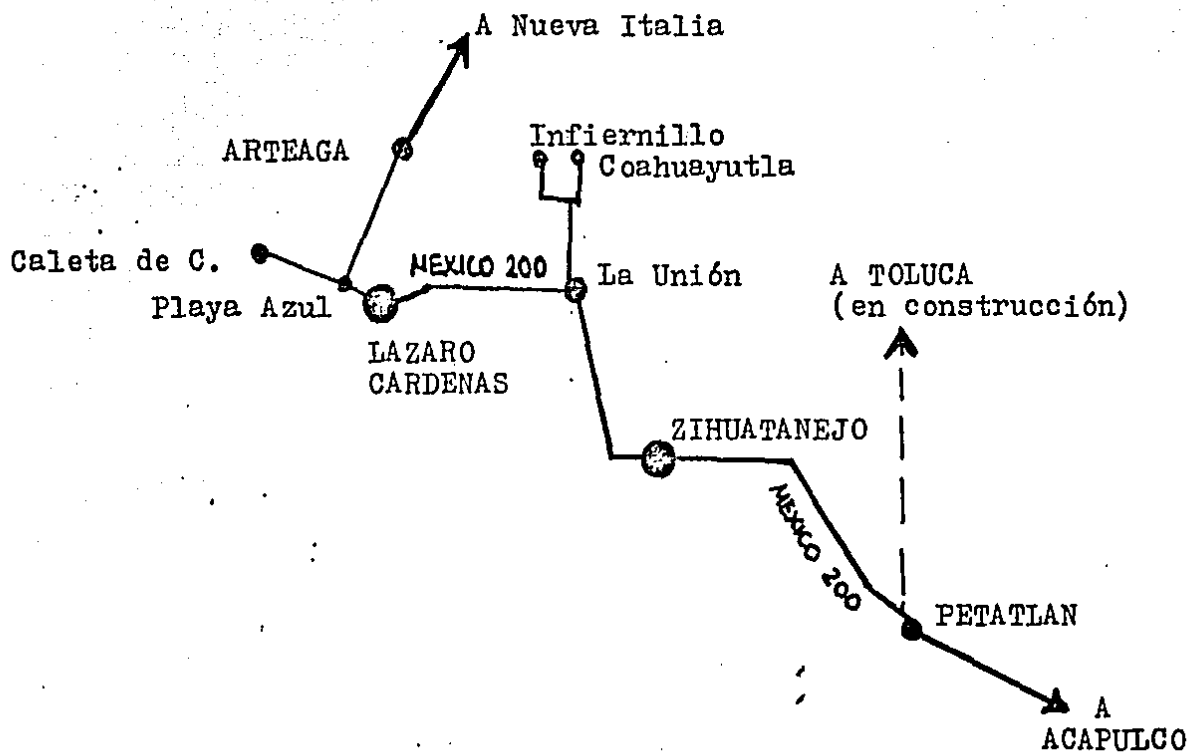 A Nueva Italia
ARTEAGA
Infiernillo
Coahuayutla
Caleta de C.
MEXICO 200
La Unión
A TOLUCA
(en construcción)
Playa Azul
LAZARO
CARDENAS
ZIHUATANEJO
MEXICO 200
PETATLAN
A
ACAPULCO